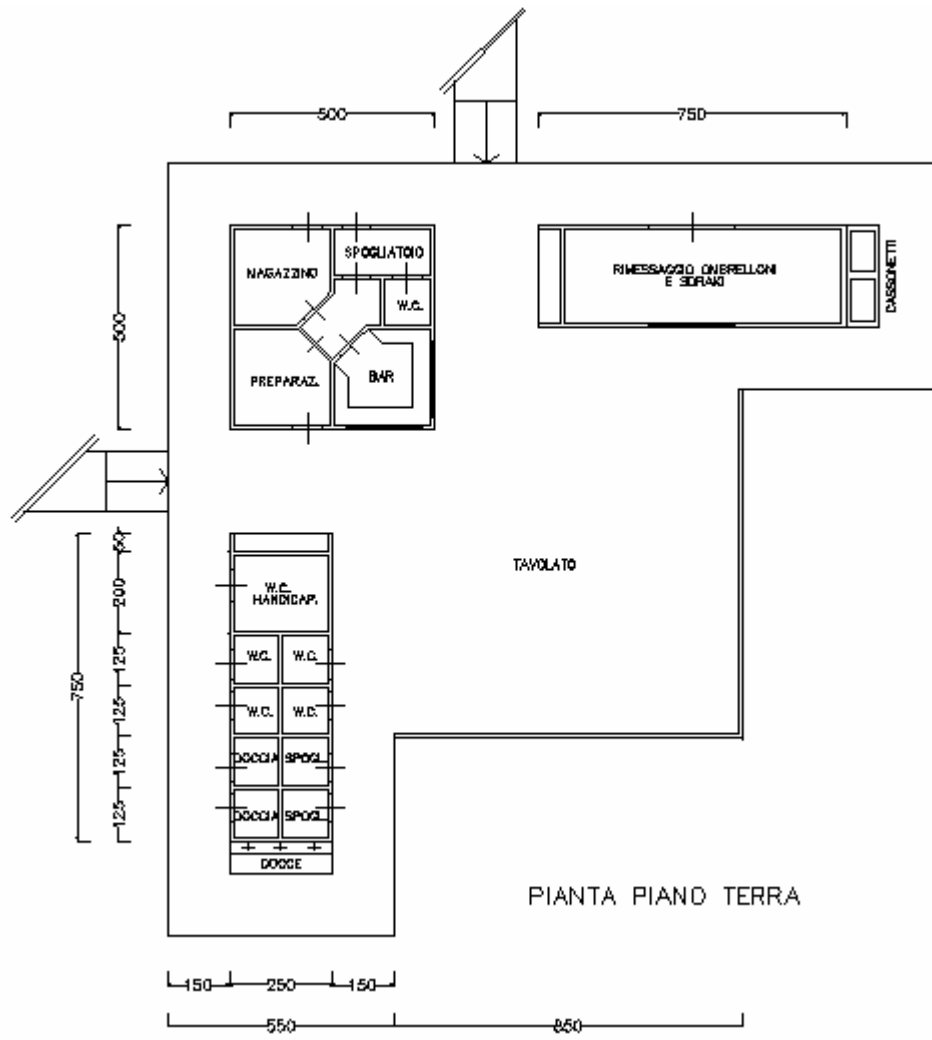 500
750
500
MAGAZZINO
SPOGLIATOIO
W.C.
PREPARAZ.
BAR
RIMESSAGGIO OMBRELLONI
E SDRAIO
CASSONETTI
TAVOLATO
750
50
200
125
125
125
125
W.C.
HANDICAP.
W.C.
W.C.
W.C.
W.C.
DOCCIA
SPOGL.
DOCCIA
SPOGL.
DOCCE
PIANTA PIANO TERRA
150
250
150
550
850